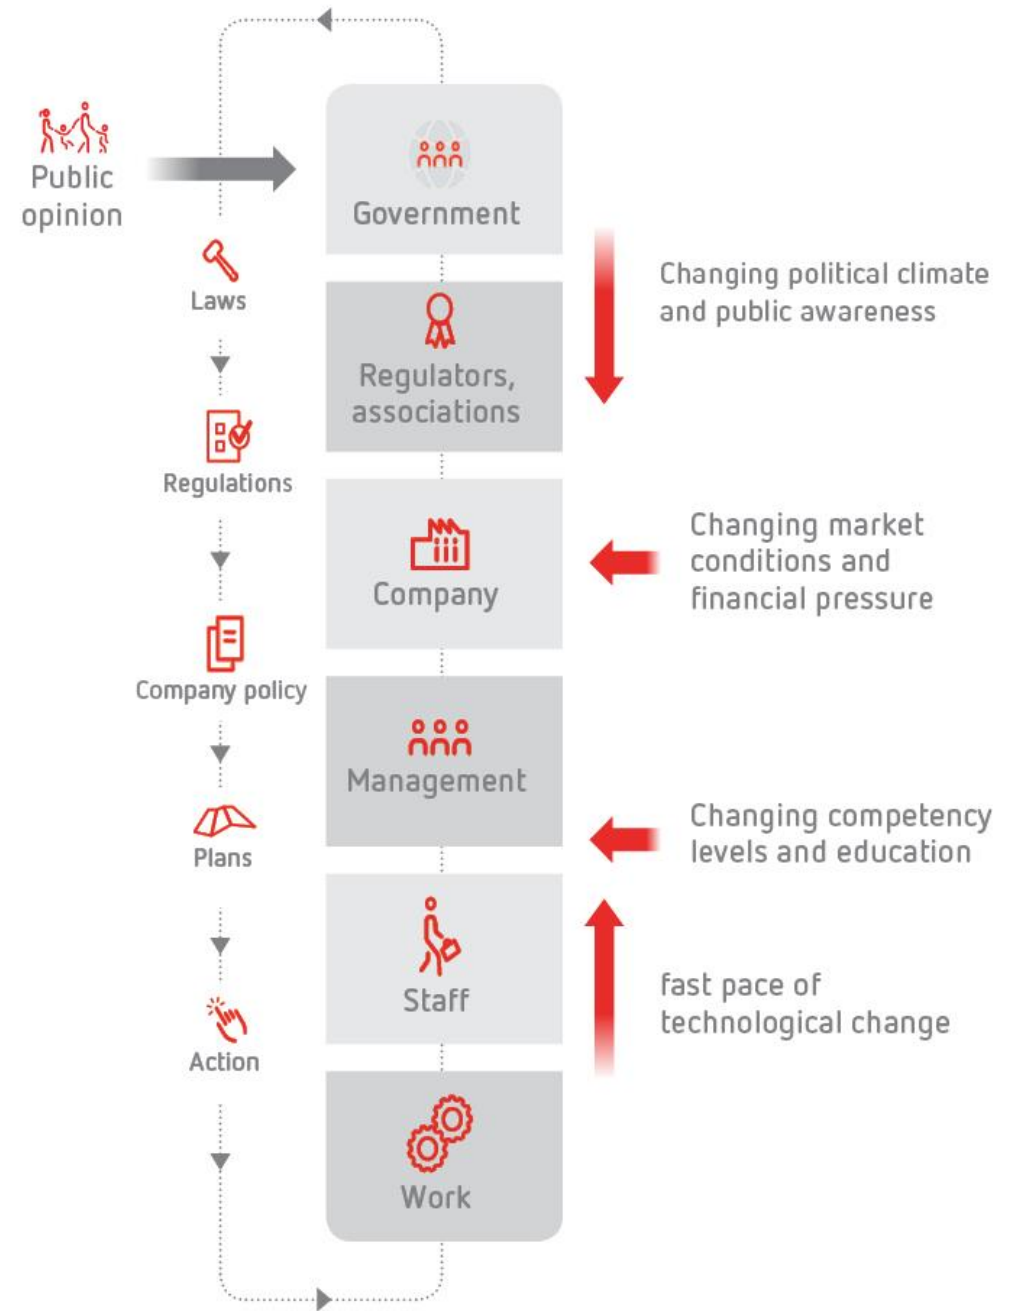 Public
opinion
Government
Laws
Changing political climate
and public awareness
Regulators,
associations
Regulations
Company
Changing market
conditions and
financial pressure
Company policy
Management
Plans
Changing competency
levels and education
Staff
fast pace of
technological change
Action
Work